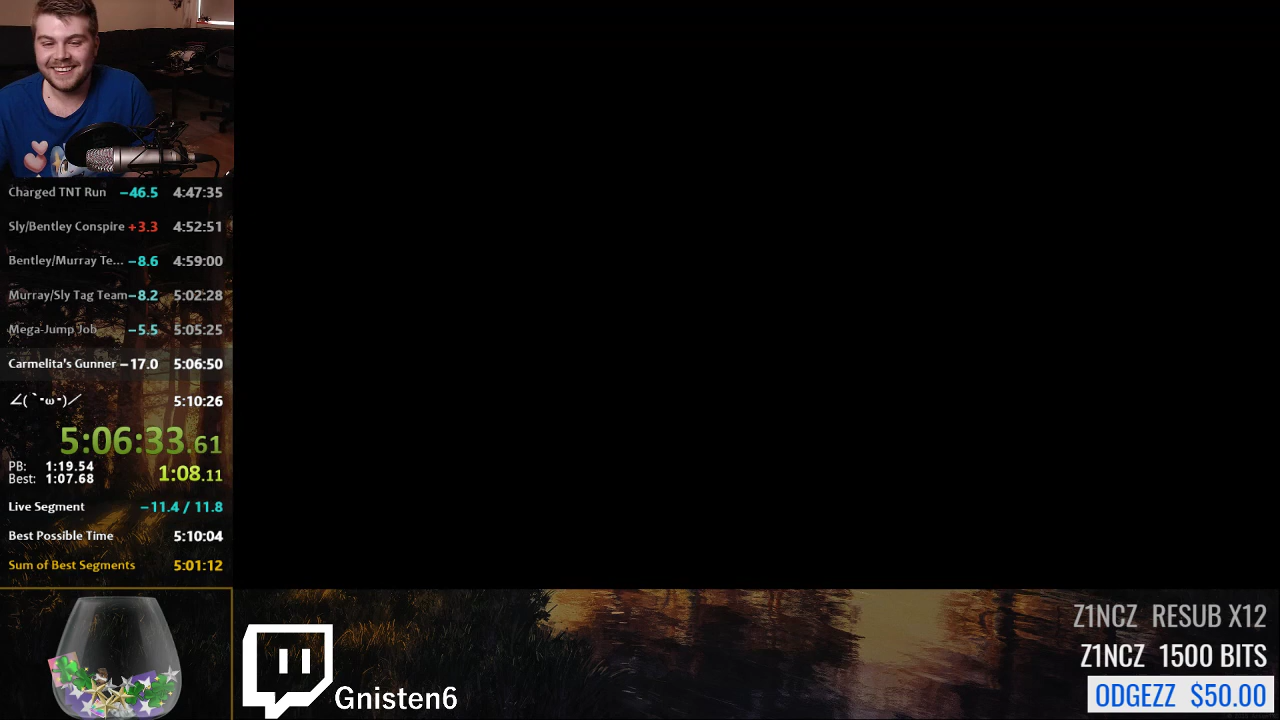 Charged TNT Run −46.5 4:47:35
Sly/Bentley Conspire +3.3 4:52:51
Bentley/Murray Te... −8.6 4:59:00
Murray/Sly Tag Team −8.2 5:02:28
Mega-Jump Job −5.5 5:05:25
Carmelita's Gunner −17.0 5:06:50
∠(｀･ω･)／ 5:10:26
5:06:33.61
PB: 1:19.54
Best: 1:07.68
1:08.11
Live Segment −11.4 / 11.8
Best Possible Time 5:10:04
Sum of Best Segments 5:01:12
Gnisten6
Z1NCZ RESUB X12
Z1NCZ 1500 BITS
ODGEZZ $50.00